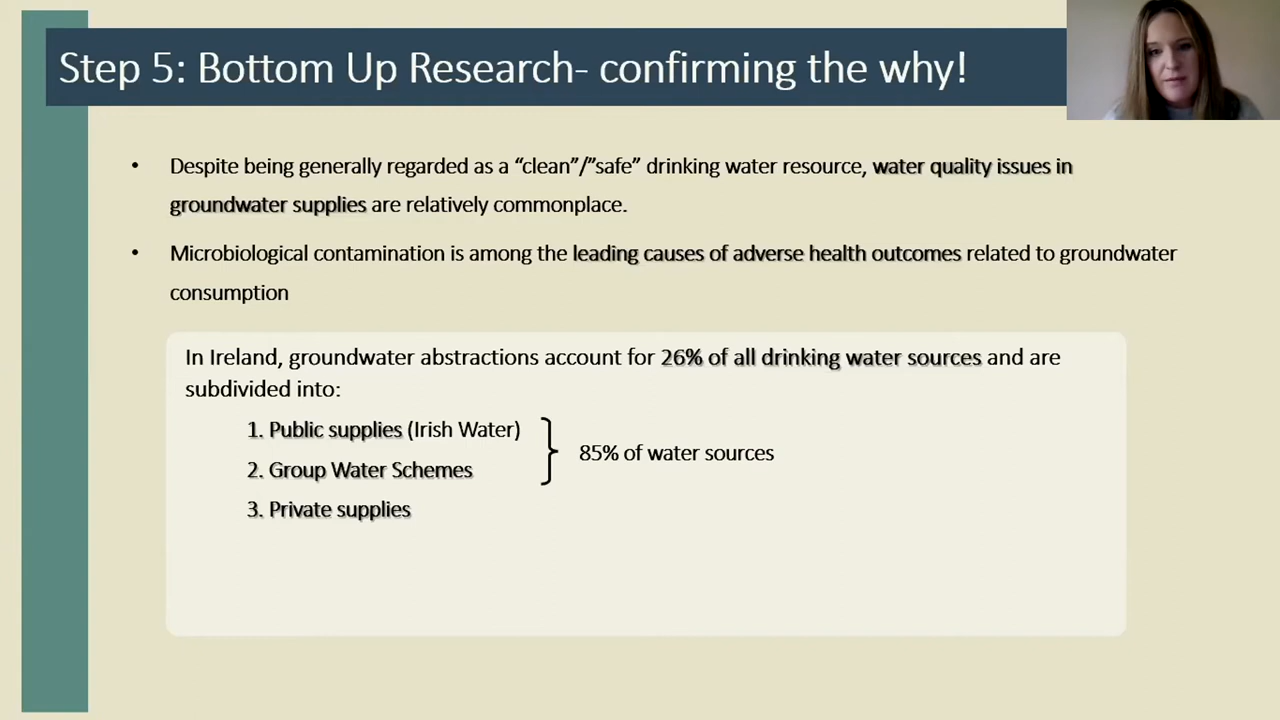 Step 5: Bottom Up Research- confirming the why!
• Despite being generally regarded as a “clean”/”safe” drinking water resource, water quality issues in
groundwater supplies are relatively commonplace.
• Microbiological contamination is among the leading causes of adverse health outcomes related to groundwater
consumption
In Ireland, groundwater abstractions account for 26% of all drinking water sources and are
subdivided into:
1. Public supplies (Irish Water)
2. Group Water Schemes
85% of water sources
3. Private supplies